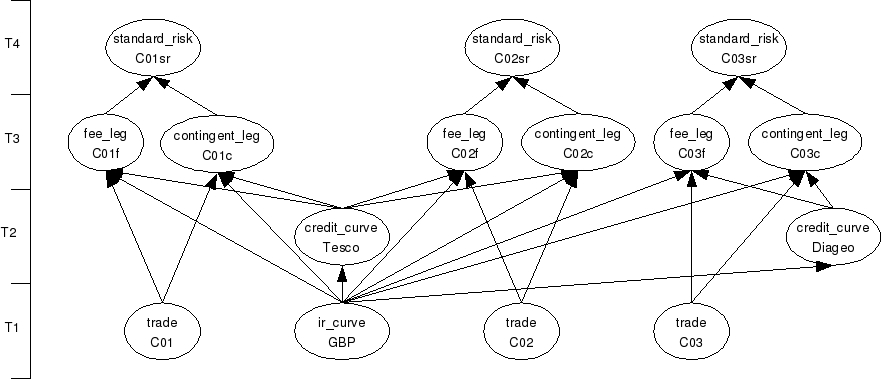 T4
standard_risk
C01sr
standard_risk
C02sr
standard_risk
C03sr
T3
fee_leg
C01f
contingent_leg
C01c
fee_leg
C02f
contingent_leg
C02c
fee_leg
C03f
contingent_leg
C03c
T2
credit_curve
Tesco
credit_curve
Diageo
T1
trade
C01
ir_curve
GBP
trade
C02
trade
C03